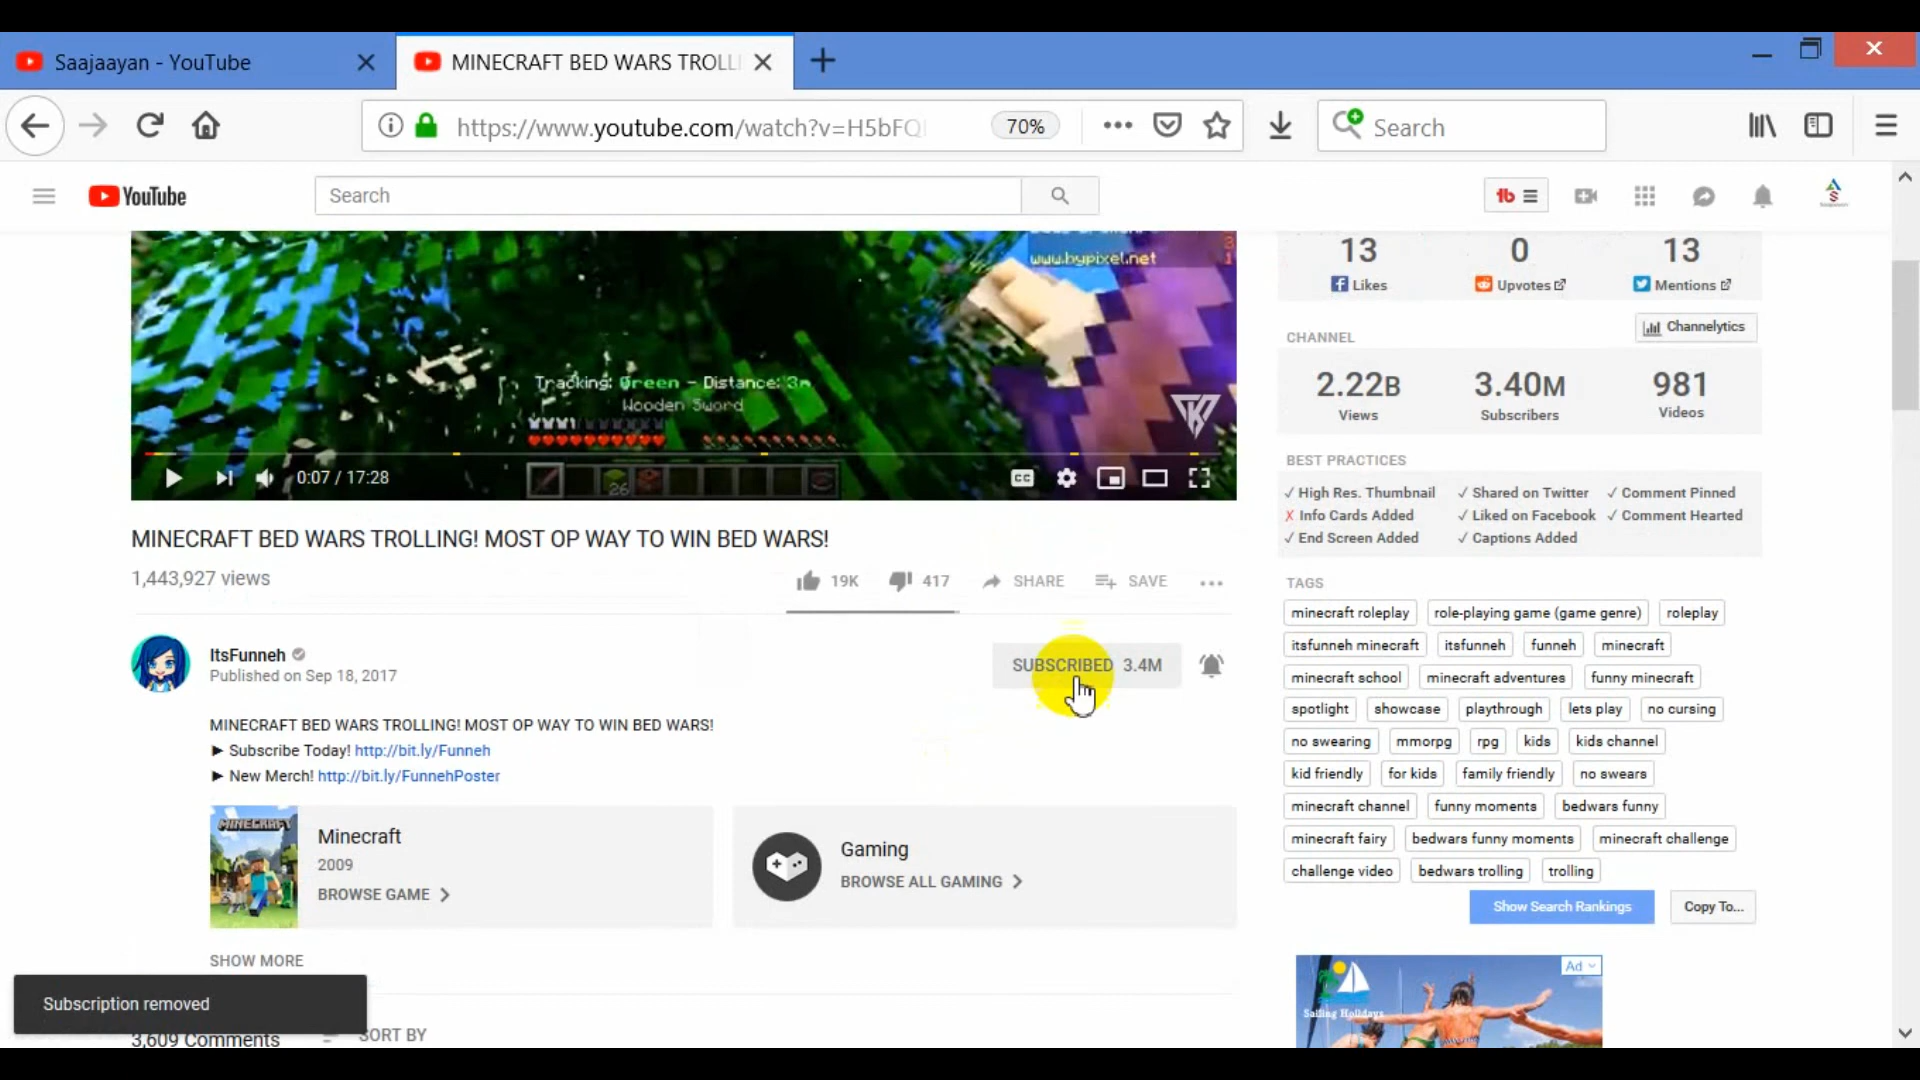 Saajaayan - YouTube
MINECRAFT BED WARS TROLLI
https://www.youtube.com/watch?v=H5bFQ
70%
Search
YouTube
Search
tb
www.bypixel.net
Tracking: Green - Distance: 3m
Wooden Sword
26
0:07 / 17:28
CC
MINECRAFT BED WARS TROLLING! MOST OP WAY TO WIN BED WARS!
1,443,927 views
19K
417
SHARE
SAVE
ItsFunneh
Published on Sep 18, 2017
SUBSCRIBED 3.4M
MINECRAFT BED WARS TROLLING! MOST OP WAY TO WIN BED WARS!
► Subscribe Today! http://bit.ly/Funneh
► New Merch! http://bit.ly/FunnehPoster
MINECRAFT
Minecraft
2009
BROWSE GAME
Gaming
BROWSE ALL GAMING
SHOW MORE
Subscription removed
3,609 Comments
SORT BY
13 0 13
Likes Upvotes Mentions
CHANNEL
Channelytics
2.22B 3.40M 981
Views Subscribers Videos
BEST PRACTICES
✓ High Res. Thumbnail ✓ Shared on Twitter ✓ Comment Pinned
✗ Info Cards Added ✓ Liked on Facebook ✓ Comment Hearted
✓ End Screen Added ✓ Captions Added
TAGS
minecraft roleplay role-playing game (game genre) roleplay
itsfunneh minecraft itsfunneh funneh minecraft
minecraft school minecraft adventures funny minecraft
spotlight showcase playthrough lets play no cursing
no swearing mmorpg rpg kids kids channel
kid friendly for kids family friendly no swears
minecraft channel funny moments bedwars funny
minecraft fairy bedwars funny moments minecraft challenge
challenge video bedwars trolling trolling
Show Search Rankings
Copy To...
Ad
Sailing Holidays